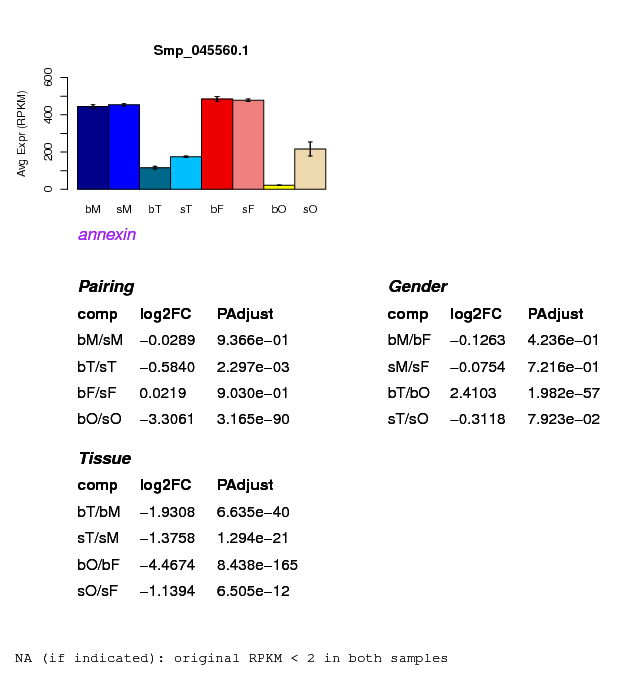 Smp_045560.1
Avg Expr (RPKM)
0 200 400 600
bM sM bT sT bF sF bO sO
annexin
Pairing
comp log2FC PAdjust
bM/sM −0.0289 9.366e−01
bT/sT −0.5840 2.297e−03
bF/sF 0.0219 9.030e−01
bO/sO −3.3061 3.165e−90
Gender
comp log2FC PAdjust
bM/bF −0.1263 4.236e−01
sM/sF −0.0754 7.216e−01
bT/bO 2.4103 1.982e−57
sT/sO −0.3118 7.923e−02
Tissue
comp log2FC PAdjust
bT/bM −1.9308 6.635e−40
sT/sM −1.3758 1.294e−21
bO/bF −4.4674 8.438e−165
sO/sF −1.1394 6.505e−12
NA (if indicated): original RPKM < 2 in both samples